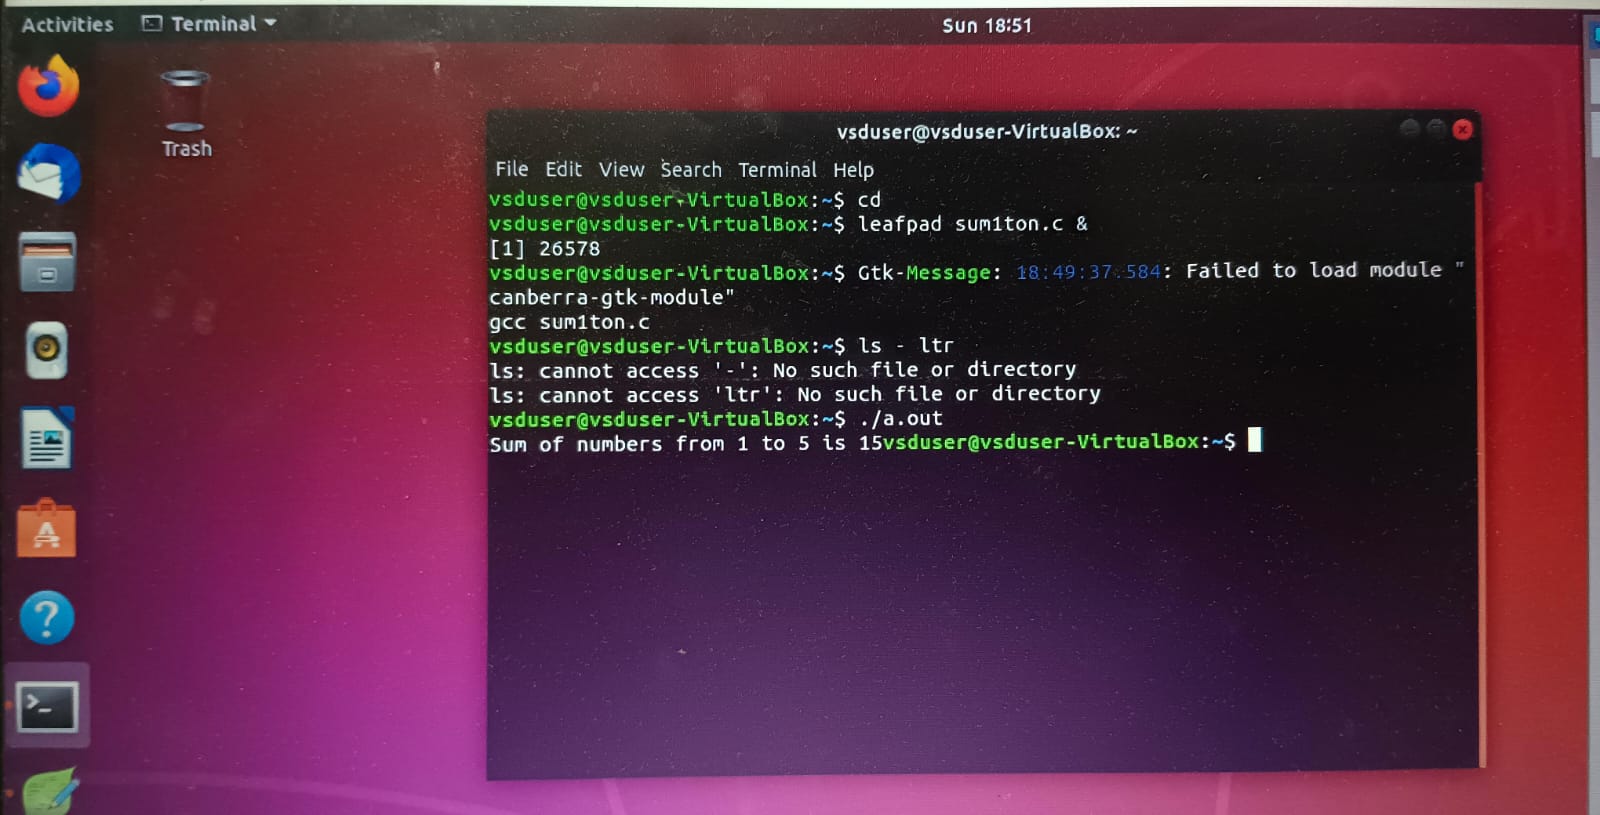 Activities Terminal Sun 18:51
Trash
vsduser@vsduser-VirtualBox: ~
File Edit View Search Terminal Help
vsduser@vsduser-VirtualBox:~$ cd
vsduser@vsduser-VirtualBox:~$ leafpad sum1ton.c &
[1] 26578
vsduser@vsduser-VirtualBox:~$ Gtk-Message: 18:49:37.584: Failed to load module "
canberra-gtk-module"
gcc sum1ton.c
vsduser@vsduser-VirtualBox:~$ ls - ltr
ls: cannot access '-': No such file or directory
ls: cannot access 'ltr': No such file or directory
vsduser@vsduser-VirtualBox:~$ ./a.out
Sum of numbers from 1 to 5 is 15vsduser@vsduser-VirtualBox:~$